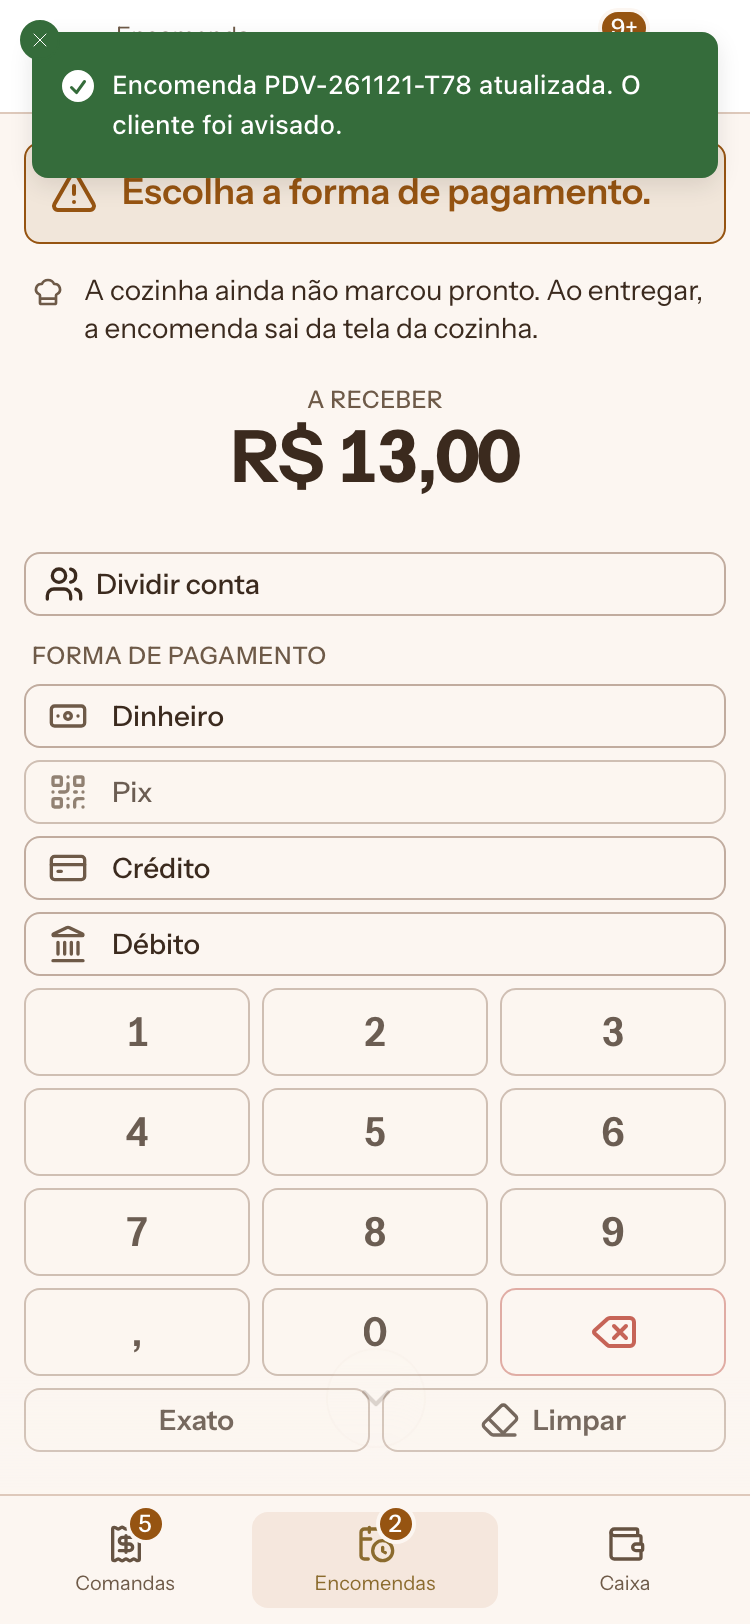 9+
Encomenda PDV-261121-T78 atualizada. O
cliente foi avisado.
Escolha a forma de pagamento.
A cozinha ainda não marcou pronto. Ao entregar,
a encomenda sai da tela da cozinha.
A RECEBER
R$ 13,00
Dividir conta
FORMA DE PAGAMENTO
Dinheiro
Pix
Crédito
Débito
1 2 3
4 5 6
7 8 9
, 0
Exato Limpar
5 2
Comandas Encomendas Caixa